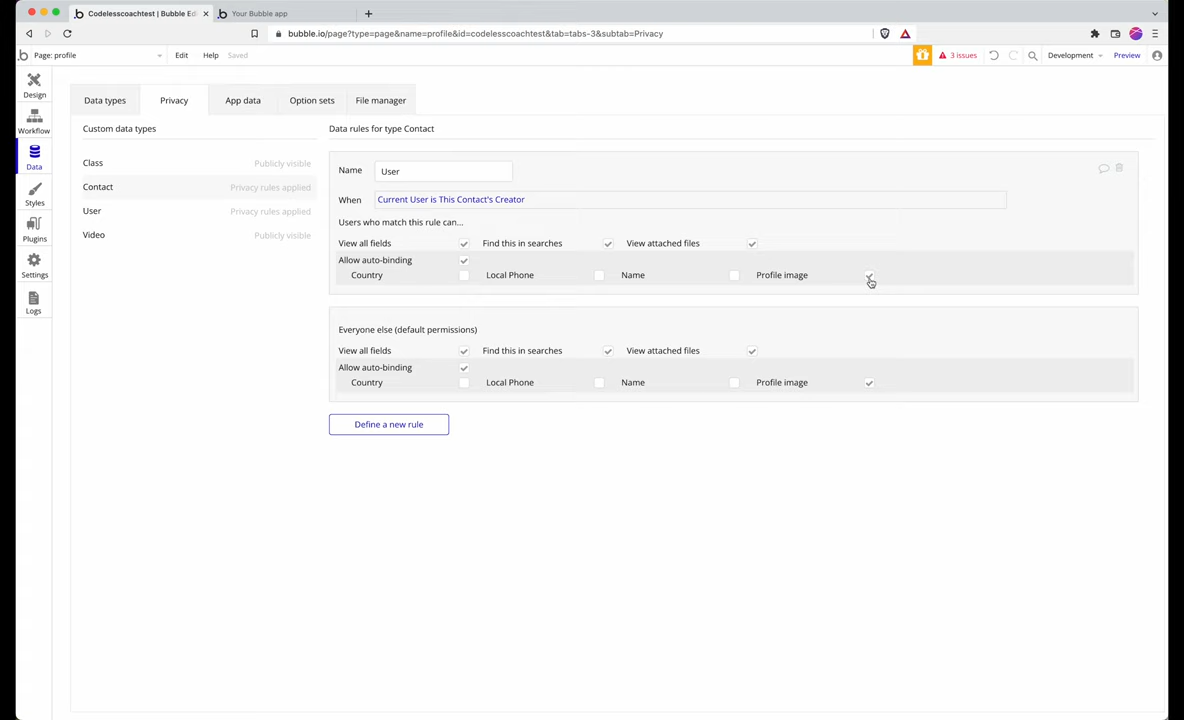 Codelesscoachtest | Bubble Ed
Your Bubble app
bubble.io/page?type=page&name=profile&id=codelesscoachtest&tab=tabs-3&subtab=Privacy
Page: profile
Edit
Help
Saved
3 issues
Development
Preview
Design
Workflow
Data
Styles
Plugins
Settings
Logs
Data types
Privacy
App data
Option sets
File manager
Custom data types
Class
Publicly visible
Contact
Privacy rules applied
User
Privacy rules applied
Video
Publicly visible
Data rules for type Contact
Name
User
When
Current User is This Contact's Creator
Users who match this rule can...
View all fields
Find this in searches
View attached files
Allow auto-binding
Country
Local Phone
Name
Profile image
Everyone else (default permissions)
View all fields
Find this in searches
View attached files
Allow auto-binding
Country
Local Phone
Name
Profile image
Define a new rule